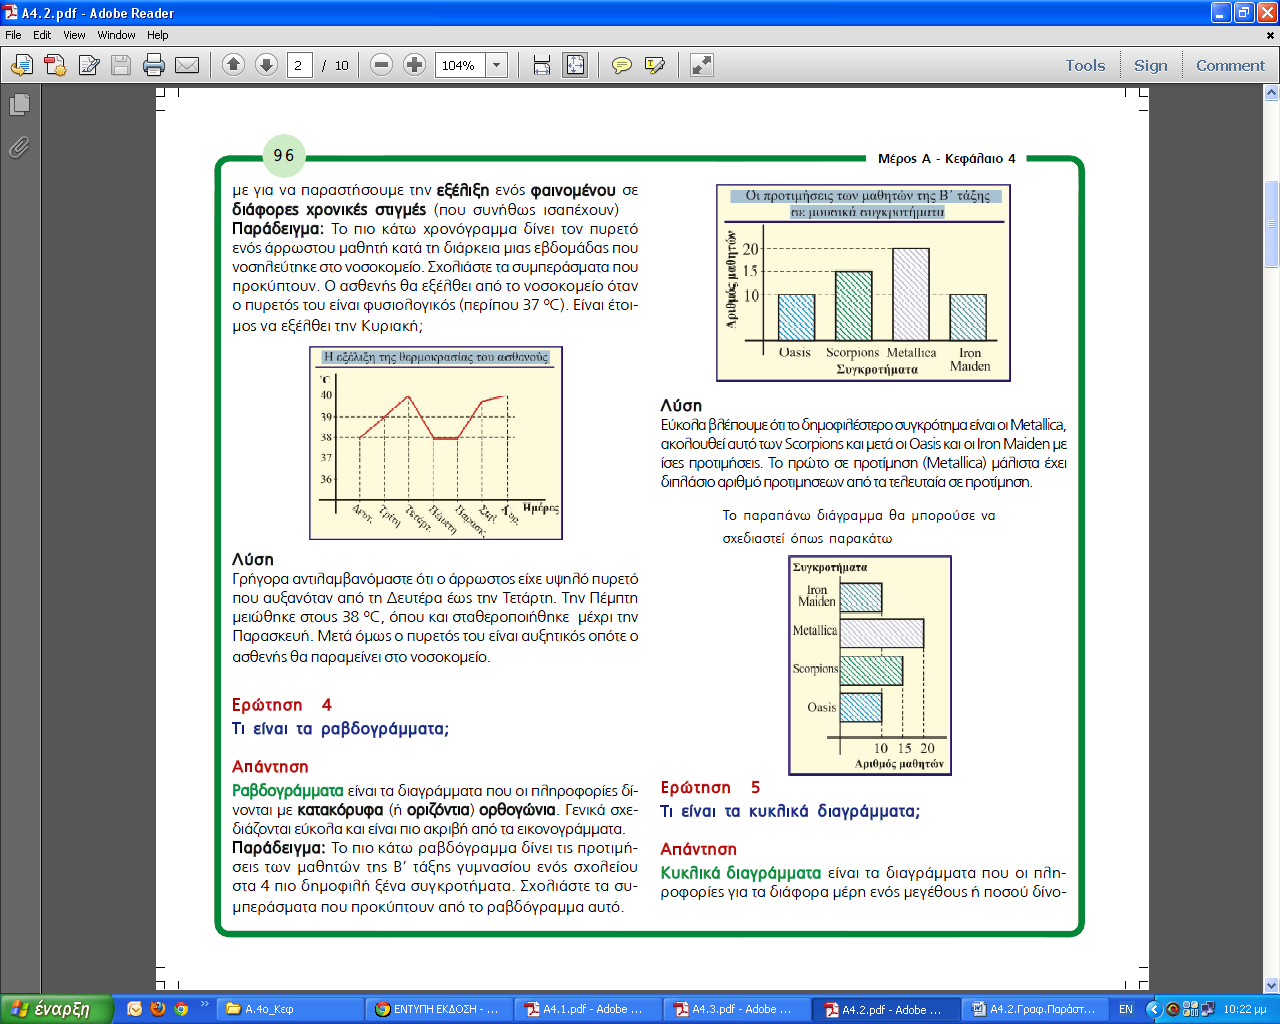 A4.2.pdf - Adobe Reader
File Edit View Window Help
2 / 10 104% Tools Sign Comment
96
Μέρος Α - Κεφάλαιο 4
με για να παραστήσουμε την εξέλιξη ενός φαινομένου σε
διάφορες χρονικές στιγμές (που συνήθως ισαπέχουν)
Παράδειγμα: Το πιο κάτω χρονόγραμμα δίνει τον πυρετό
ενός άρρωστου μαθητή κατά τη διάρκεια μιας εβδομάδας που
νοσηλεύτηκε στο νοσοκομείο. Σχολιάστε τα συμπεράσματα που
προκύπτουν. Ο ασθενής θα εξέλθει από το νοσοκομείο όταν
ο πυρετός του είναι φυσιολογικός (περίπου 37 ºC). Είναι έτοι-
μος να εξέλθει την Κυριακή;
Η εξέλιξη της θερμοκρασίας του ασθενούς
°C
40
39
38
37
36
Δευτ. Τρίτη Τετάρτ. Πέμπτη Παρασκ. Σαβ. Κυρ.
Ημέρες
Λύση
Γρήγορα αντιλαμβανόμαστε ότι ο άρρωστος είχε υψηλό πυρετό
που αυξανόταν από τη Δευτέρα έως την Τετάρτη. Την Πέμπτη
μειώθηκε στους 38 ºC, όπου και σταθεροποιήθηκε μέχρι την
Παρασκευή. Μετά όμως ο πυρετός του είναι αυξητικός οπότε ο
ασθενής θα παραμείνει στο νοσοκομείο.
Ερώτηση 4
Τι είναι τα ραβδογράμματα;
Απάντηση
Ραβδογράμματα είναι τα διαγράμματα που οι πληροφορίες δί-
νονται με κατακόρυφα (ή οριζόντια) ορθογώνια. Γενικά σχε-
διάζονται εύκολα και είναι πιο ακριβή από τα εικονογράμματα.
Παράδειγμα: Το πιο κάτω ραβδόγραμμα δίνει τις προτιμή-
σεις των μαθητών της Β’ τάξης γυμνασίου ενός σχολείου
στα 4 πιο δημοφιλή ξένα συγκροτήματα. Σχολιάστε τα συ-
μπεράσματα που προκύπτουν από το ραβδόγραμμα αυτό.
Οι προτιμήσεις των μαθητών της Β΄ τάξης
σε μουσικά συγκροτήματα
Αριθμός μαθητών
20
15
10
Oasis Scorpions Metallica Iron
Maiden
Συγκροτήματα
Λύση
Εύκολα βλέπουμε ότι το δημοφιλέστερο συγκρότημα είναι οι Metallica,
ακολουθεί αυτό των Scorpions και μετά οι Oasis και οι Iron Maiden με
ίσες προτιμήσεις. Το πρώτο σε προτίμηση (Metallica) μάλιστα έχει
διπλάσιο αριθμό προτιμησεων από τα τελευταία σε προτίμηση.
Το παραπάνω διάγραμμα θα μπορούσε να
σχεδιαστεί όπως παρακάτω
Συγκροτήματα
Iron
Maiden
Metallica
Scorpions
Oasis
10 15 20
Αριθμός μαθητών
Ερώτηση 5
Τι είναι τα κυκλικά διαγράμματα;
Απάντηση
Κυκλικά διαγράμματα είναι τα διαγράμματα που οι πλη-
ροφορίες για τα διάφορα μέρη ενός μεγέθους ή ποσού δίνο-
έναρξη
A.4ο_Κεφ
ΕΝΤΥΠΗ ΕΚΔΟΣΗ - ...
A4.1.pdf - Adobe ...
A4.3.pdf - Adobe ...
A4.2.pdf - Adobe ...
A4.2.Γραφ.Παράστ...
EN
10:22 μμ